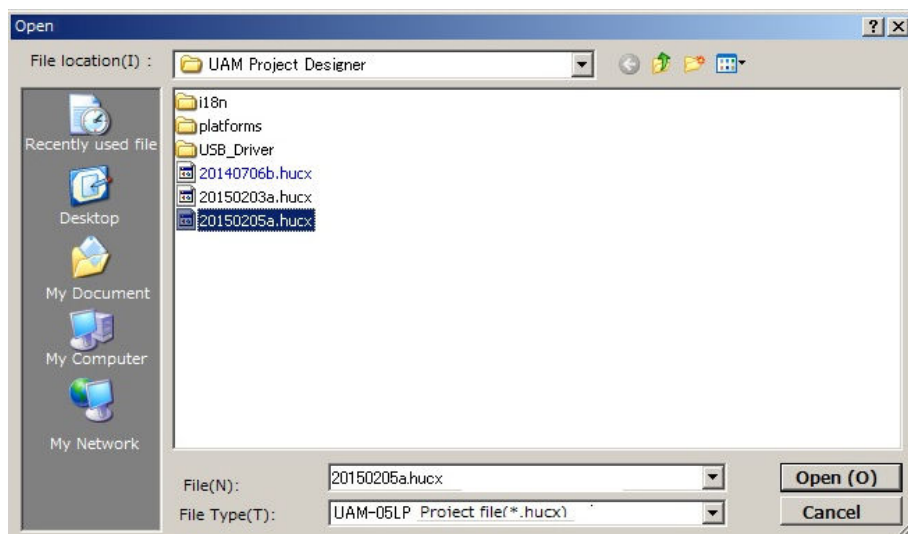 Open
File location(I) :
UAM Project Designer
Recently used file
Desktop
My Document
My Computer
My Network
i18n
platforms
USB_Driver
20140706b.hucx
20150203a.hucx
20150205a.hucx
File(N):
20150205a.hucx
Open (O)
File Type(T):
UAM-05LP Project file(*.hucx)
Cancel